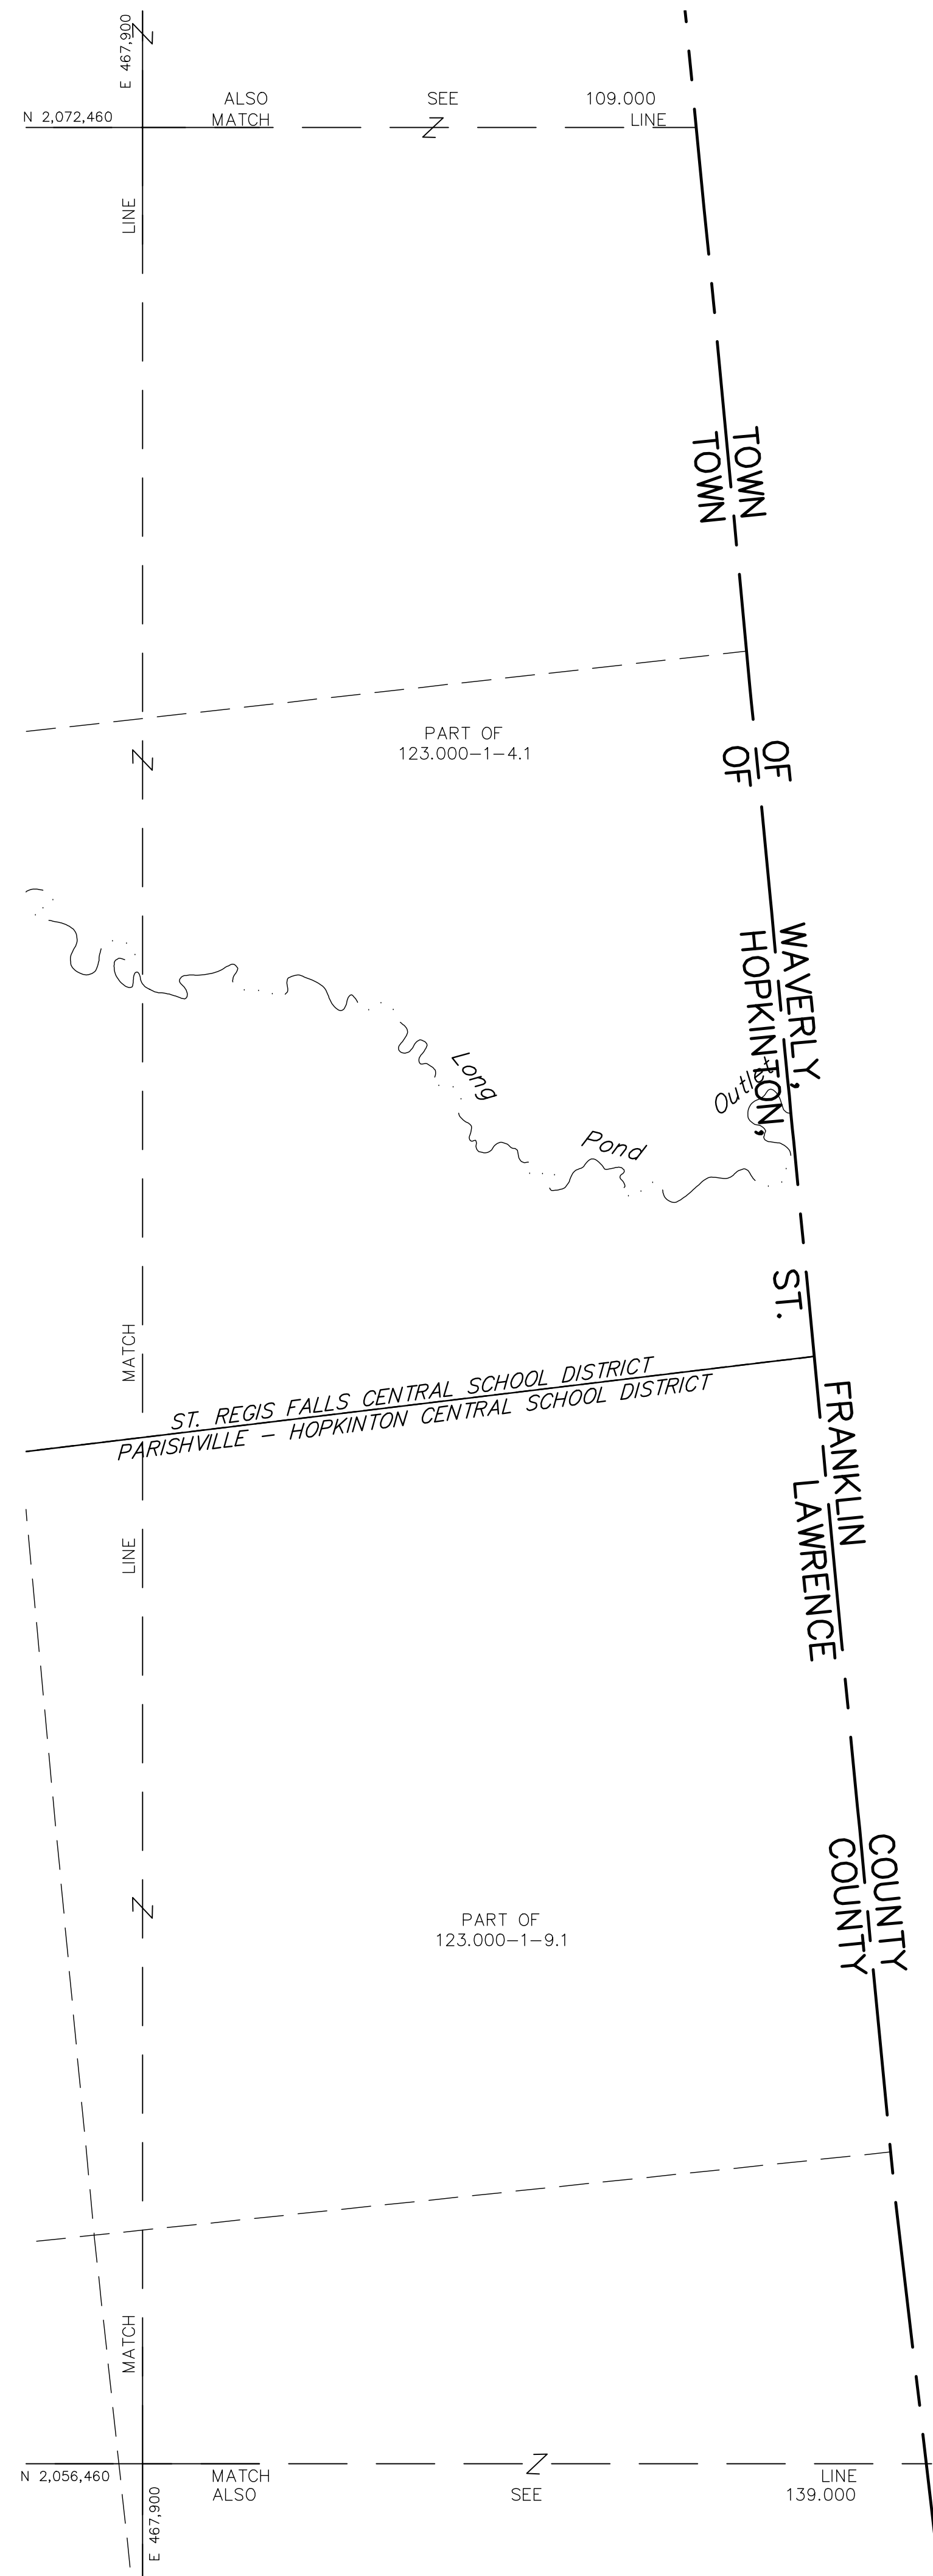 E 467,900
N 2,072,460
ALSO SEE 109.000
MATCH LINE
LINE
TOWN OF WAVERLY, FRANKLIN COUNTY
TOWN OF HOPKINTON, ST. LAWRENCE COUNTY
PART OF
123.000-1-4.1
Long Pond Outlet
MATCH
ST. REGIS FALLS CENTRAL SCHOOL DISTRICT
PARISHVILLE - HOPKINTON CENTRAL SCHOOL DISTRICT
LINE
PART OF
123.000-1-9.1
MATCH
N 2,056,460
MATCH LINE
ALSO SEE 139.000
E 467,900